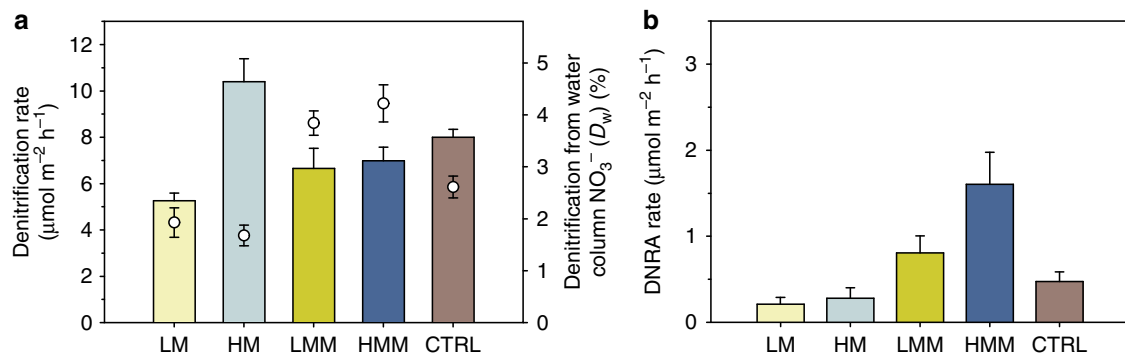 a
Denitrification rate
(μmol m⁻² h⁻¹)
12
10
8
6
4
2
0
LM HM LMM HMM CTRL
5
4
3
2
1
0
Denitrification from water
column NO₃⁻ (Dw) (%)
b
DNRA rate (μmol m⁻² h⁻¹)
3
2
1
0
LM HM LMM HMM CTRL